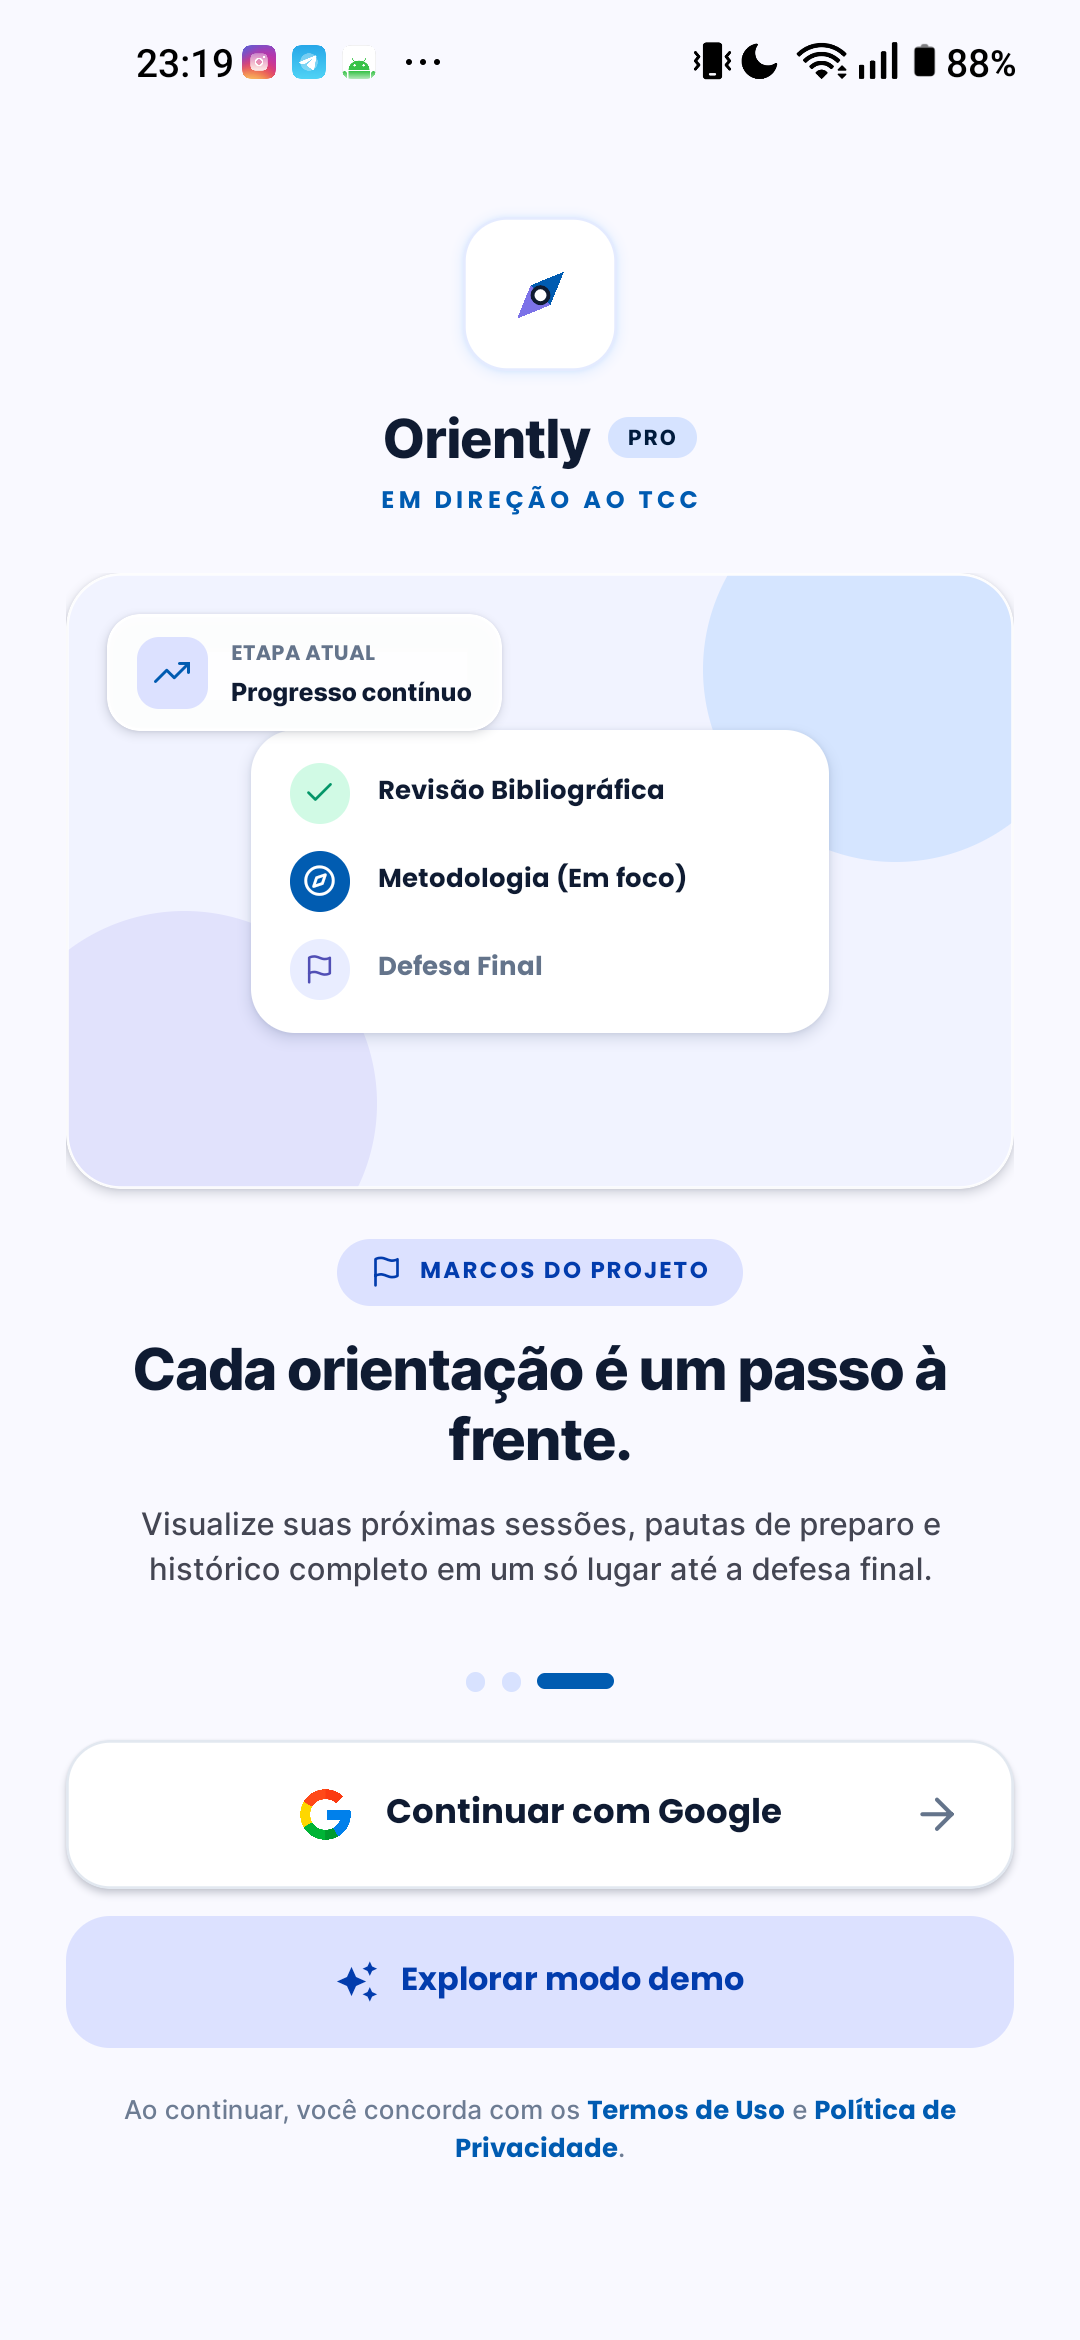 23:19
88%
Oriently PRO
EM DIREÇÃO AO TCC
ETAPA ATUAL
Progresso contínuo
Revisão Bibliográfica
Metodologia (Em foco)
Defesa Final
MARCOS DO PROJETO
Cada orientação é um passo à
frente.
Visualize suas próximas sessões, pautas de preparo e
histórico completo em um só lugar até a defesa final.
Continuar com Google
Explorar modo demo
Ao continuar, você concorda com os Termos de Uso e Política de
Privacidade.